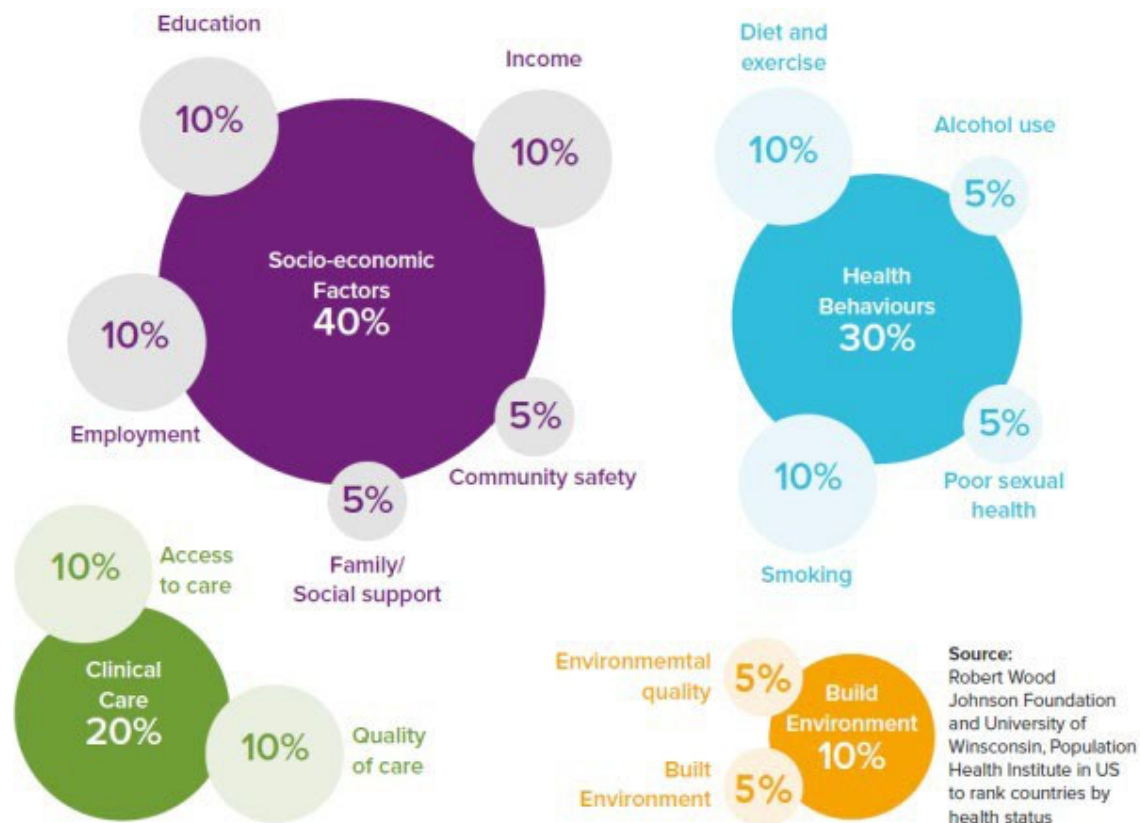 Education
10%
Income
10%
Socio-economic
Factors
40%
10%
Employment
5%
Community safety
5%
Family/
Social support
Diet and
exercise
10%
Alcohol use
5%
Health
Behaviours
30%
5%
Poor sexual
health
10%
Smoking
10%
Access
to care
Clinical
Care
20%
10%
Quality
of care
Environmemtal
quality
5%
Build
Environment
10%
Built
Environment
5%
Source:
Robert Wood
Johnson Foundation
and University of
Winsconsin, Population
Health Institute in US
to rank countries by
health status